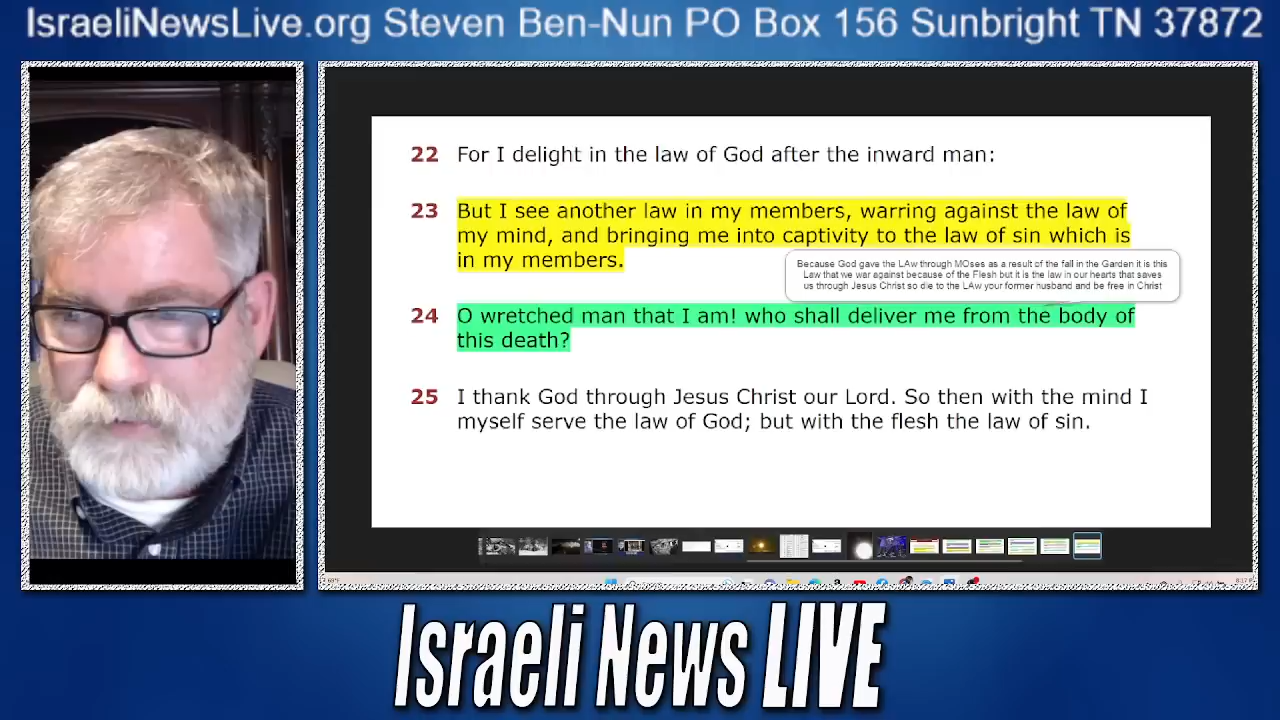 IsraeliNewsLive.org Steven Ben-Nun PO Box 156 Sunbright TN 37872
22 For I delight in the law of God after the inward man:
23 But I see another law in my members, warring against the law of
my mind, and bringing me into captivity to the law of sin which is
in my members.
Because God gave the LAw through MOses as a result of the fall in the Garden it is this
Law that we war against because of the Flesh but it is the law in our hearts that saves
us through Jesus Christ so die to the LAw your former husband and be free in Christ
24 O wretched man that I am! who shall deliver me from the body of
this death?
25 I thank God through Jesus Christ our Lord. So then with the mind I
myself serve the law of God; but with the flesh the law of sin.
Israeli News LIVE